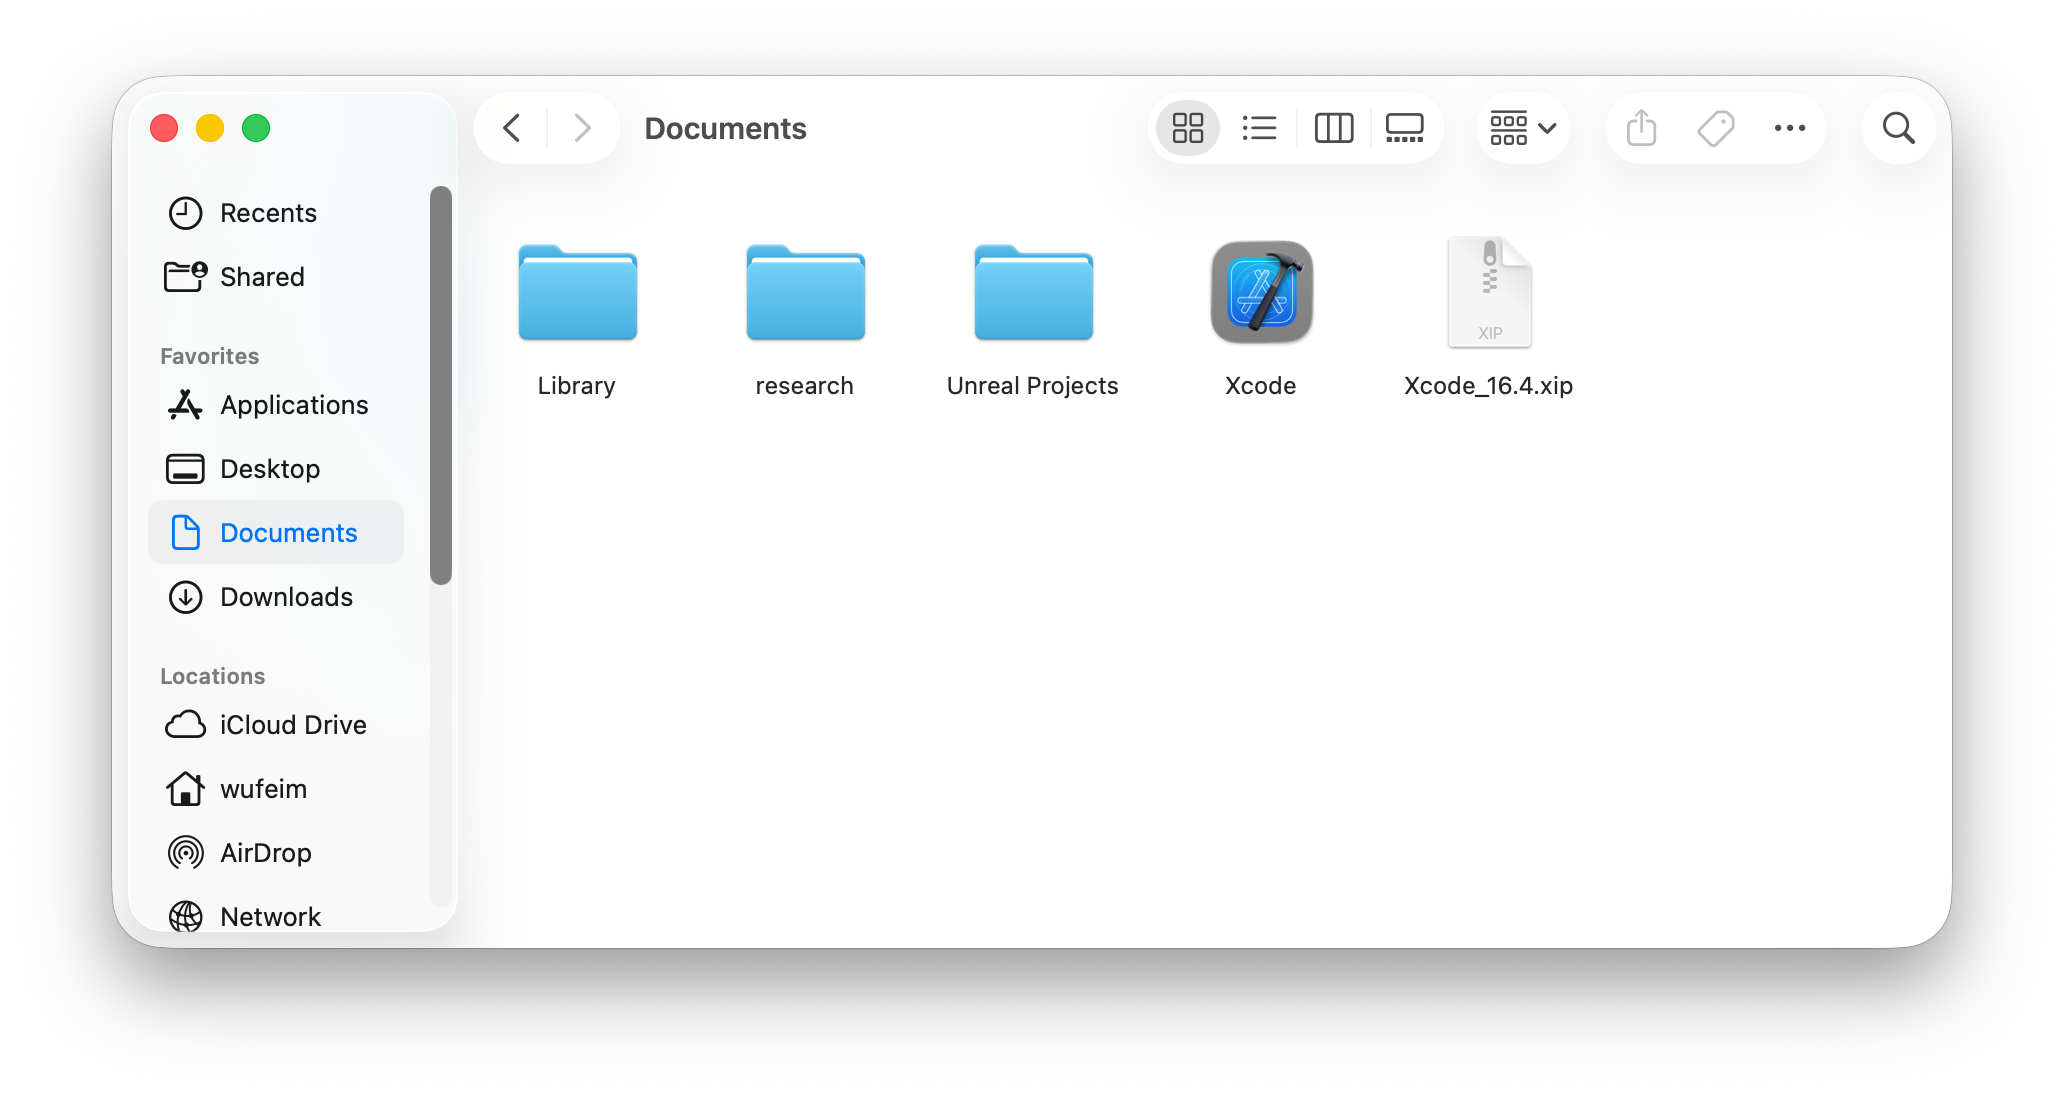 Documents
Recents
Shared
Favorites
Applications
Desktop
Documents
Downloads
Locations
iCloud Drive
wufeim
AirDrop
Network
XIP
Library
research
Unreal Projects
Xcode
Xcode_16.4.xip